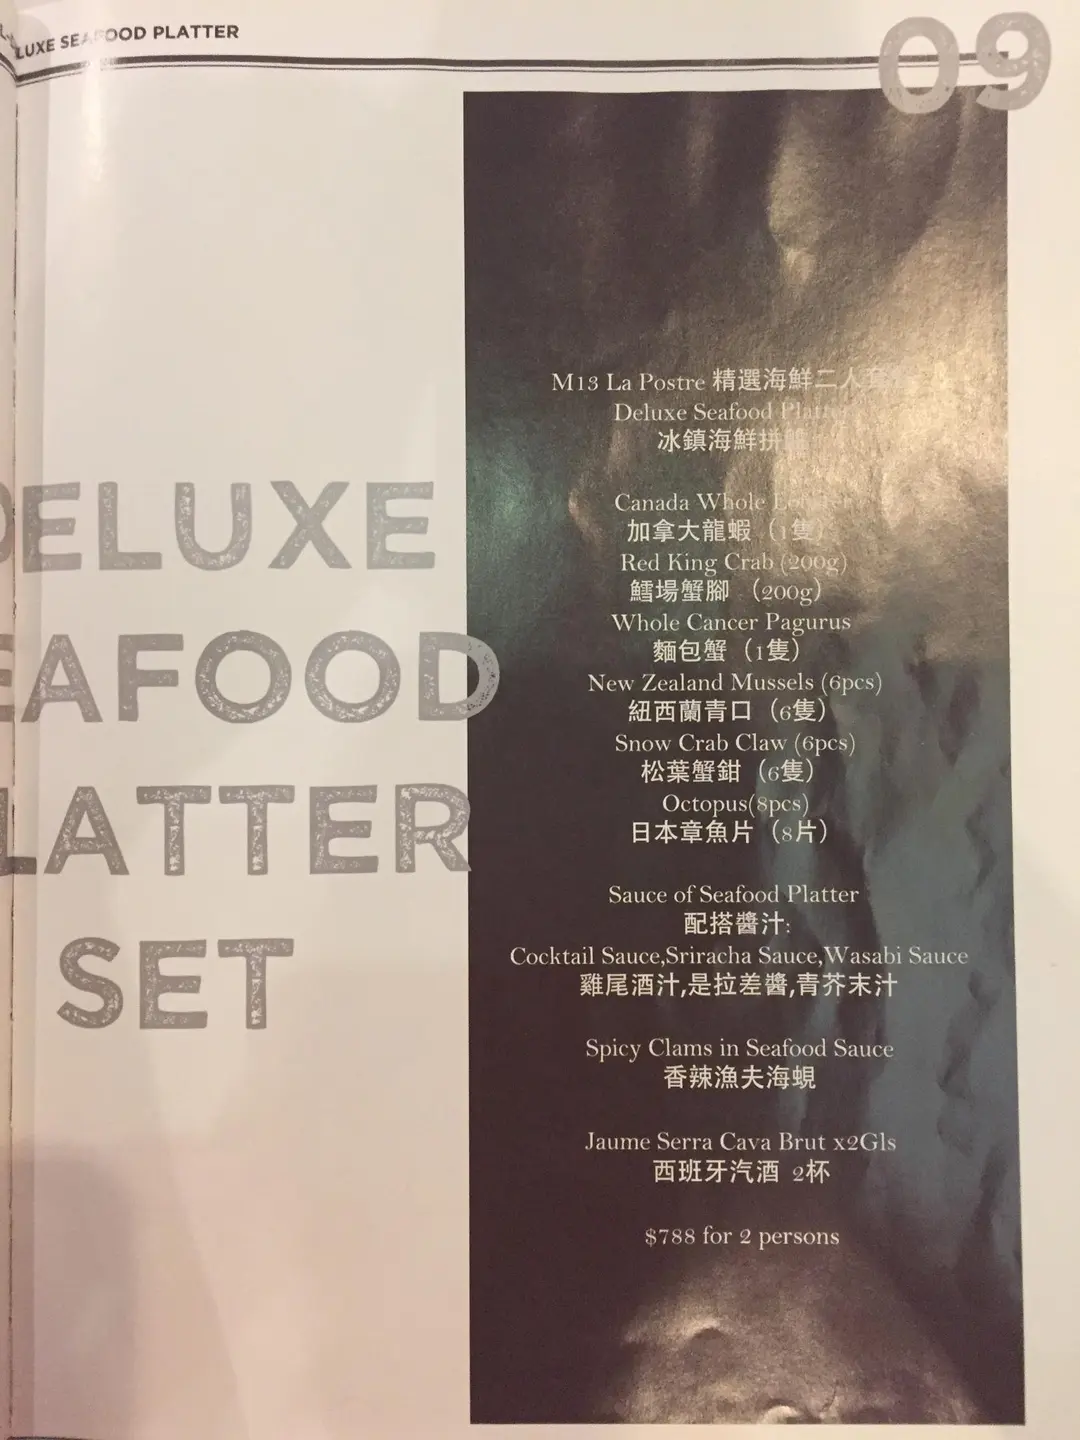 LUXE SEAFOOD PLATTER
09
DELUXE
EAFOOD
LATTER
SET
M13 La Postre 精選海鮮二人套
Deluxe Seafood Platter
冰鎮海鮮拼
Canada Whole Lobster
加拿大龍蝦（1隻）
Red King Crab (200g)
鱈場蟹腳（200g）
Whole Cancer Pagurus
麵包蟹（1隻）
New Zealand Mussels (6pcs)
紐西蘭青口（6隻）
Snow Crab Claw (6pcs)
松葉蟹鉗（6隻）
Octopus(8pcs)
日本章魚片（8片）
Sauce of Seafood Platter
配搭醬汁:
Cocktail Sauce,Sriracha Sauce,Wasabi Sauce
雞尾酒汁,是拉差醬,青芥末汁
Spicy Clams in Seafood Sauce
香辣漁夫海蜆
Jaume Serra Cava Brut x2Gls
西班牙汽酒 2杯
$788 for 2 persons